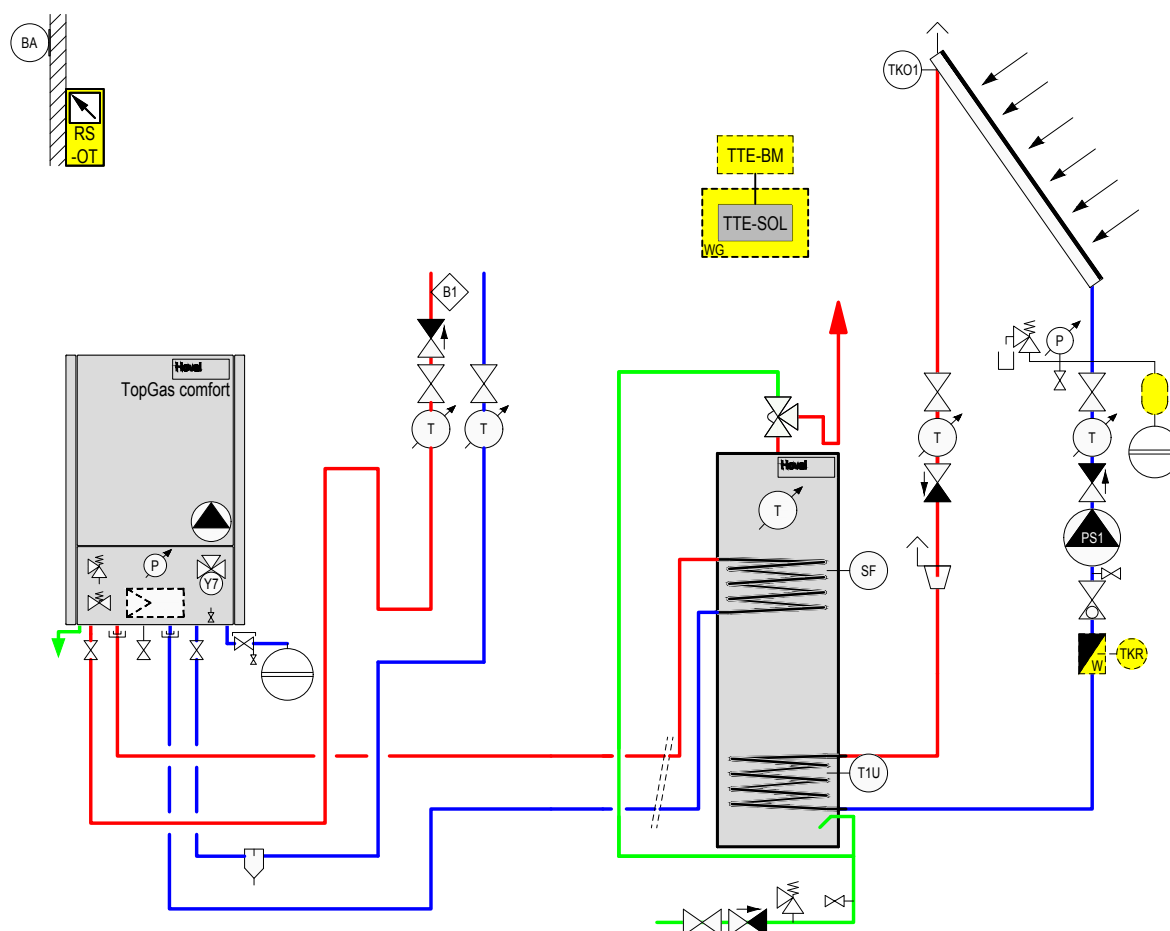 BA
RS
-OT
TKO1
TTE-BM
TTE-SOL
WG
B1
P
Hoval
TopGas comfort
T
T
T
T
Hoval
T
PS1
P
Y7
SF
TKR
W
T1U